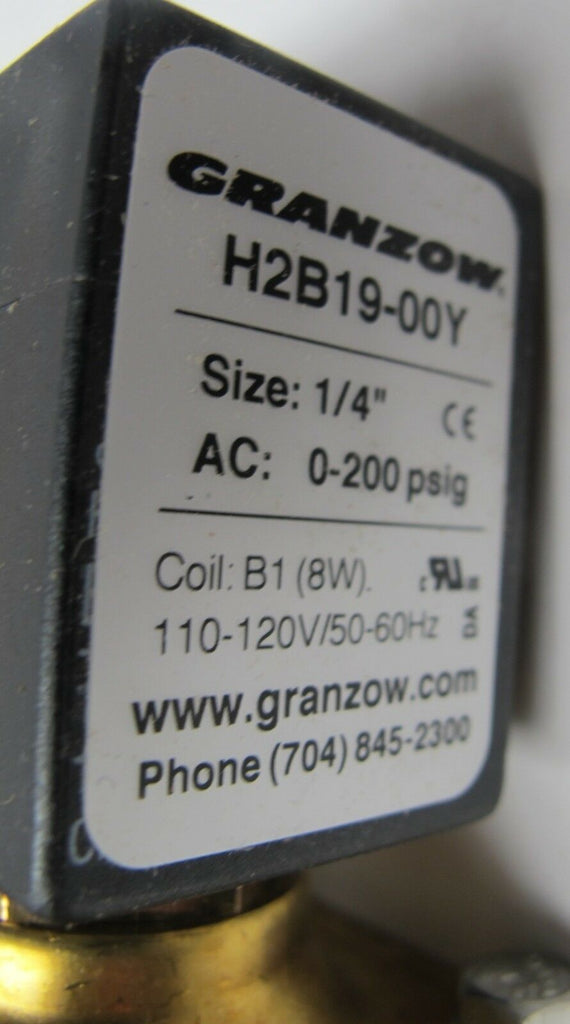 GRANZOW
H2B19-00Y
Size: 1/4"
CE
AC: 0-200 psig
Coil: B1 (8W).
110-120V/50-60Hz
www.granzow.com
Phone (704) 845-2300